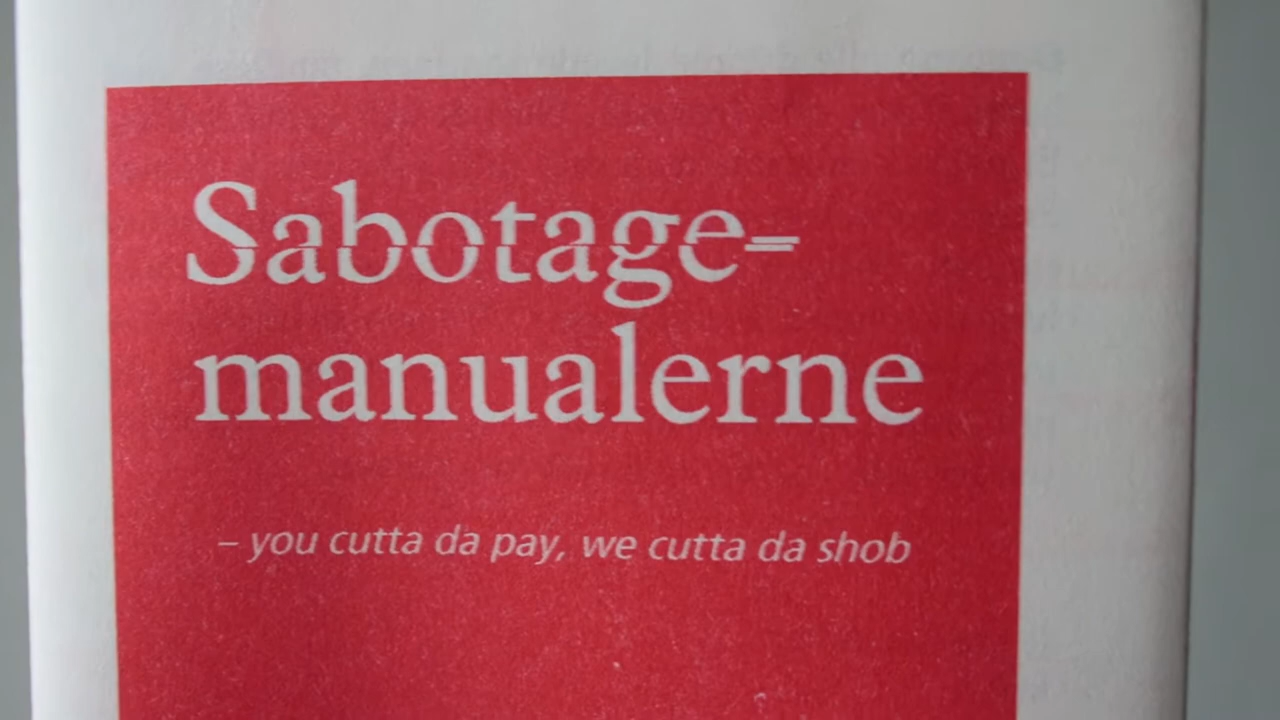 Sabotage-
manualerne
– you cutta da pay, we cutta da shob